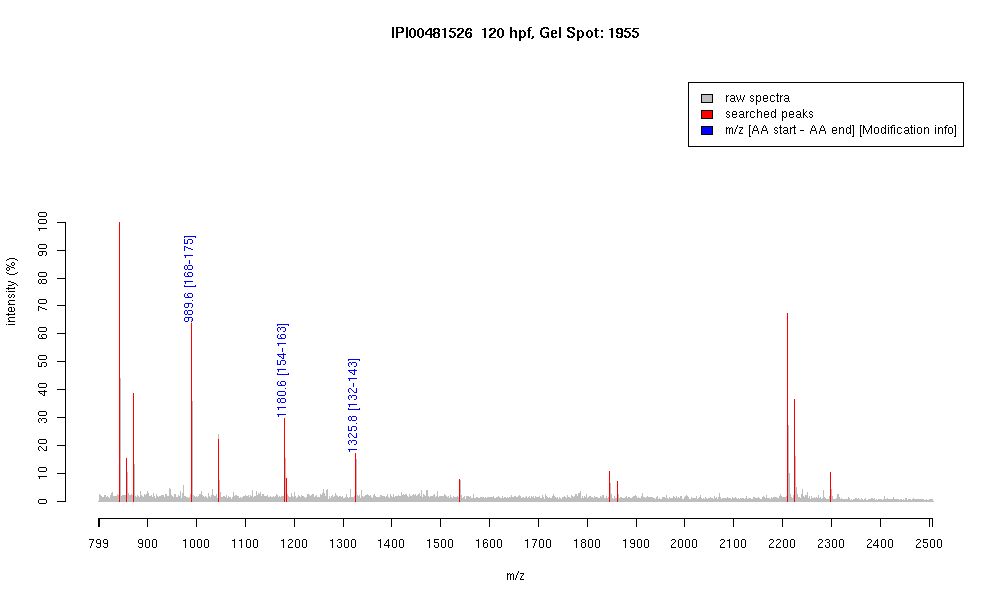 IPI00481526  120 hpf, Gel Spot: 1955
raw spectra
searched peaks
m/z [AA start - AA end] [Modification info]
intensity (%)
100
90
80
70
60
50
40
30
20
10
0
989.6 [168-175]
1180.6 [154-163]
1325.8 [132-143]
799 900 1000 1100 1200 1300 1400 1500 1600 1700 1800 1900 2000 2100 2200 2300 2400 2500
m/z